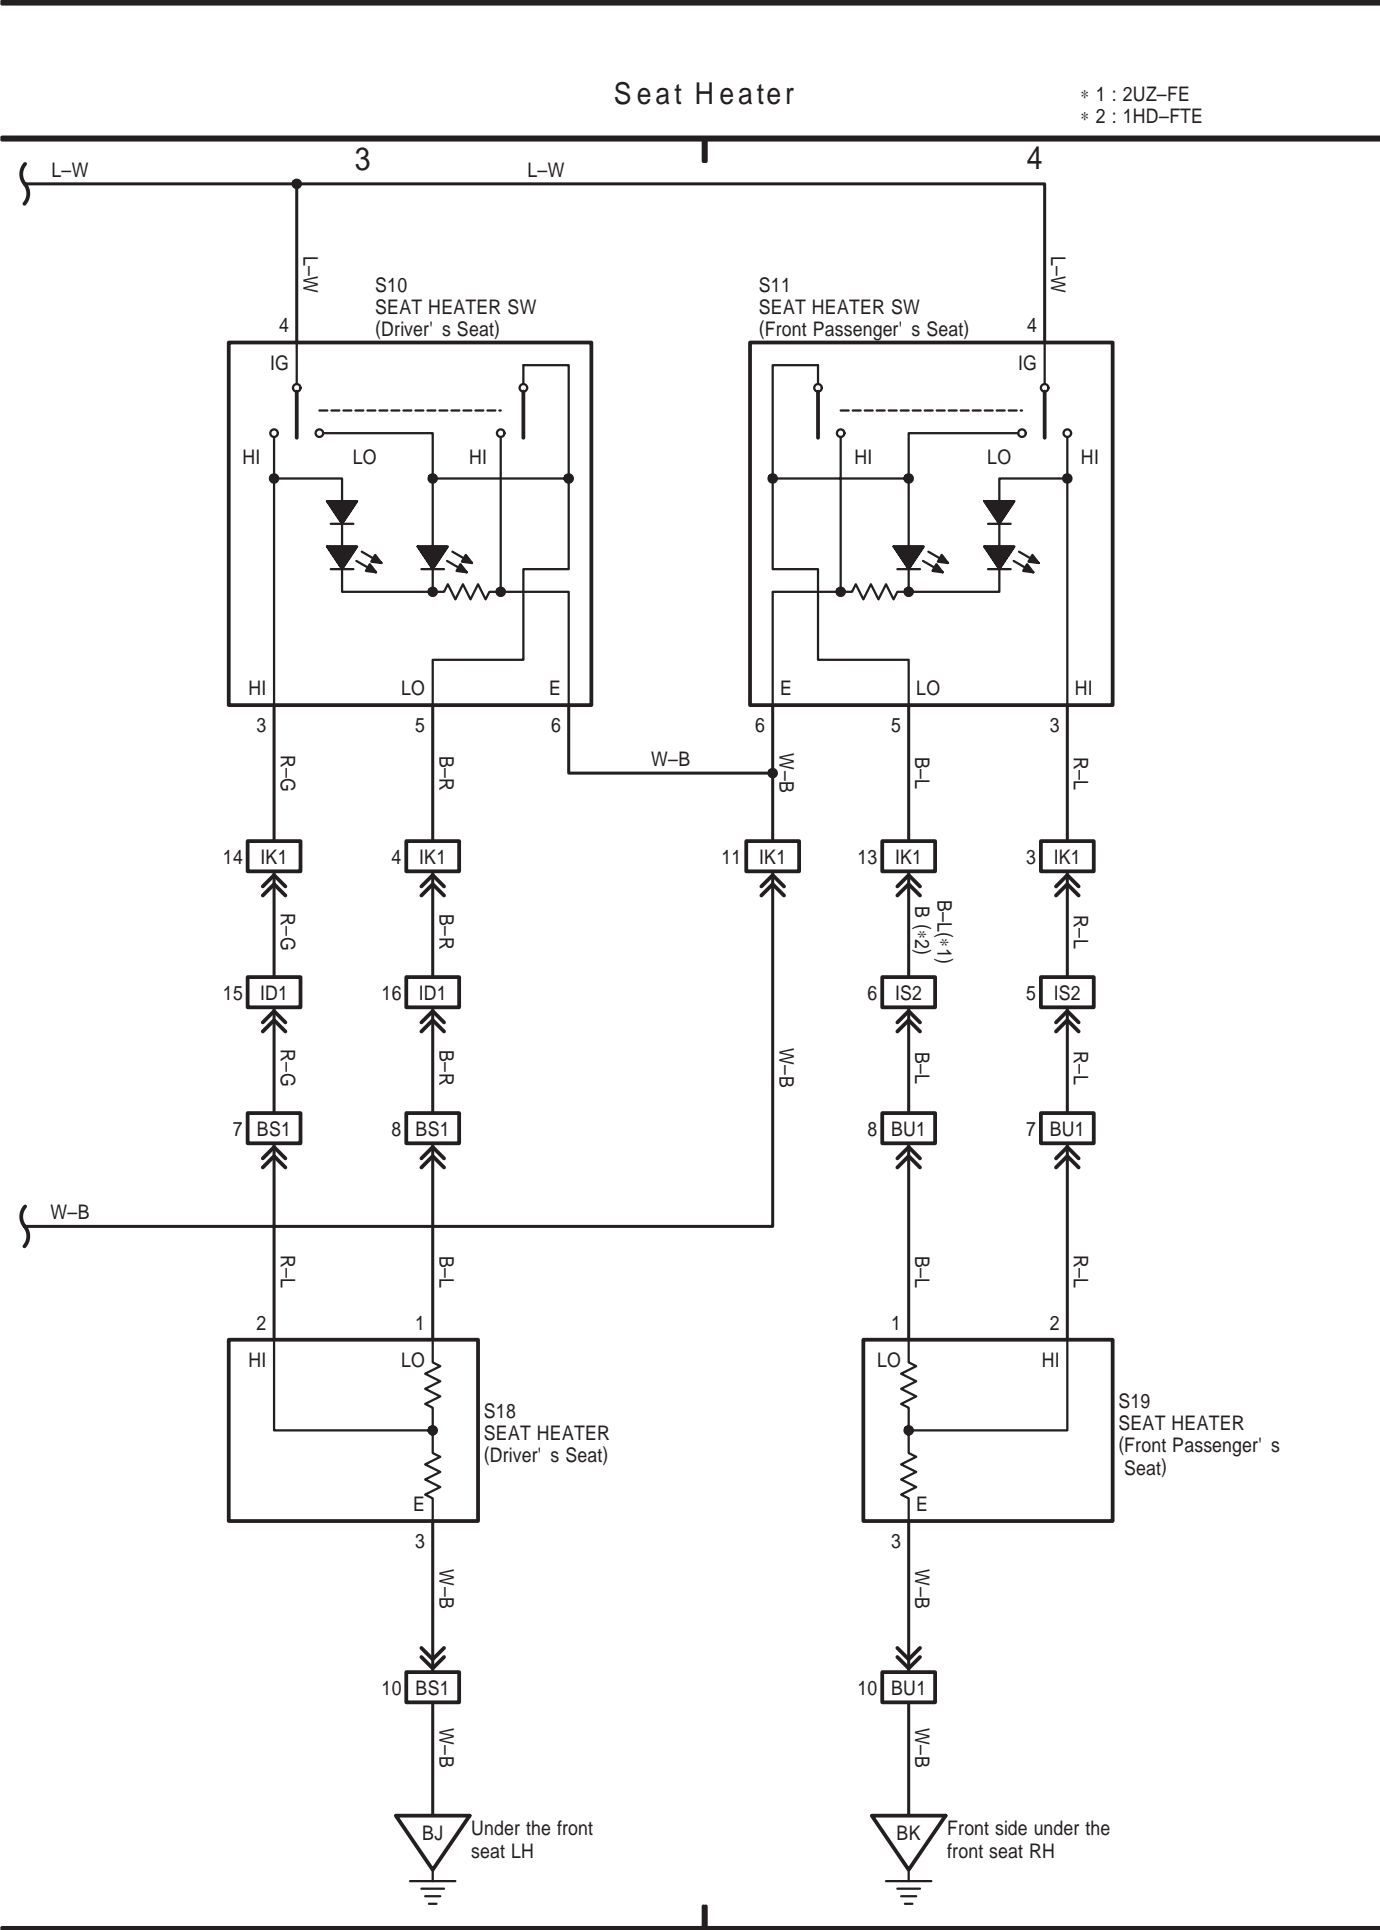 Seat Heater
∗ 1 : 2UZ–FE
∗ 2 : 1HD–FTE
3
4
L–W
L–W
L–W
L–W
S10
SEAT HEATER SW
(Driver' s Seat)
S11
SEAT HEATER SW
(Front Passenger' s Seat)
4
4
IG
IG
HI
LO
HI
HI
LO
HI
HI
LO
E
E
LO
HI
3
5
6
6
5
3
R–G
B–R
W–B
W–B
B–L
R–L
14 IK1
4 IK1
11 IK1
13 IK1
3 IK1
R–G
B–R
B–L(∗1)
B (∗2)
R–L
15 ID1
16 ID1
6 IS2
5 IS2
R–G
B–R
W–B
B–L
R–L
7 BS1
8 BS1
8 BU1
7 BU1
W–B
R–L
B–L
B–L
R–L
2
1
1
2
HI
LO
LO
HI
S18
SEAT HEATER
(Driver' s Seat)
S19
SEAT HEATER
(Front Passenger' s
Seat)
E
E
3
3
W–B
W–B
10 BS1
10 BU1
W–B
W–B
BJ
Under the front
seat LH
BK
Front side under the
front seat RH